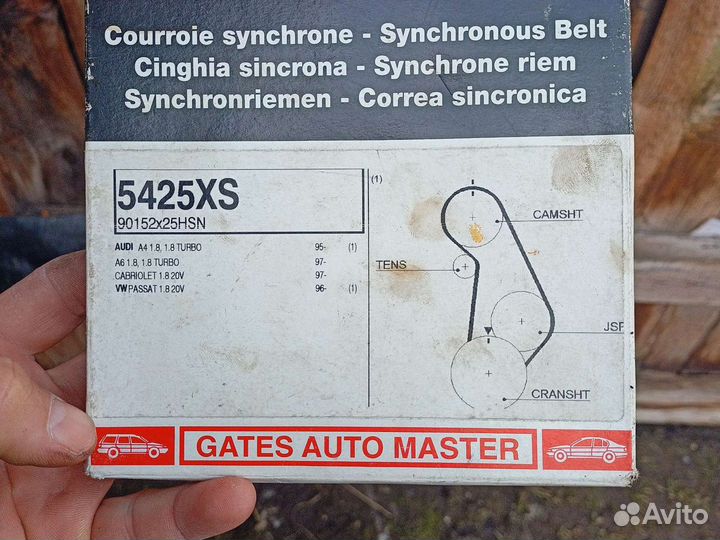 Courroie synchrone - Synchronous Belt
Cinghia sincrona - Synchrone riem
Synchronriemen - Correa sincronica
5425XS
90152x25HSN
(1)
AUDI A4 1.8, 1.8 TURBO 95- (1)
A6 1.8, 1.8 TURBO 97-
CABRIOLET 1.8 20V 97-
VW PASSAT 1.8 20V 96- (1)
CAMSHT
TENS
JSF
CRANSHT
GATES AUTO MASTER
Avito